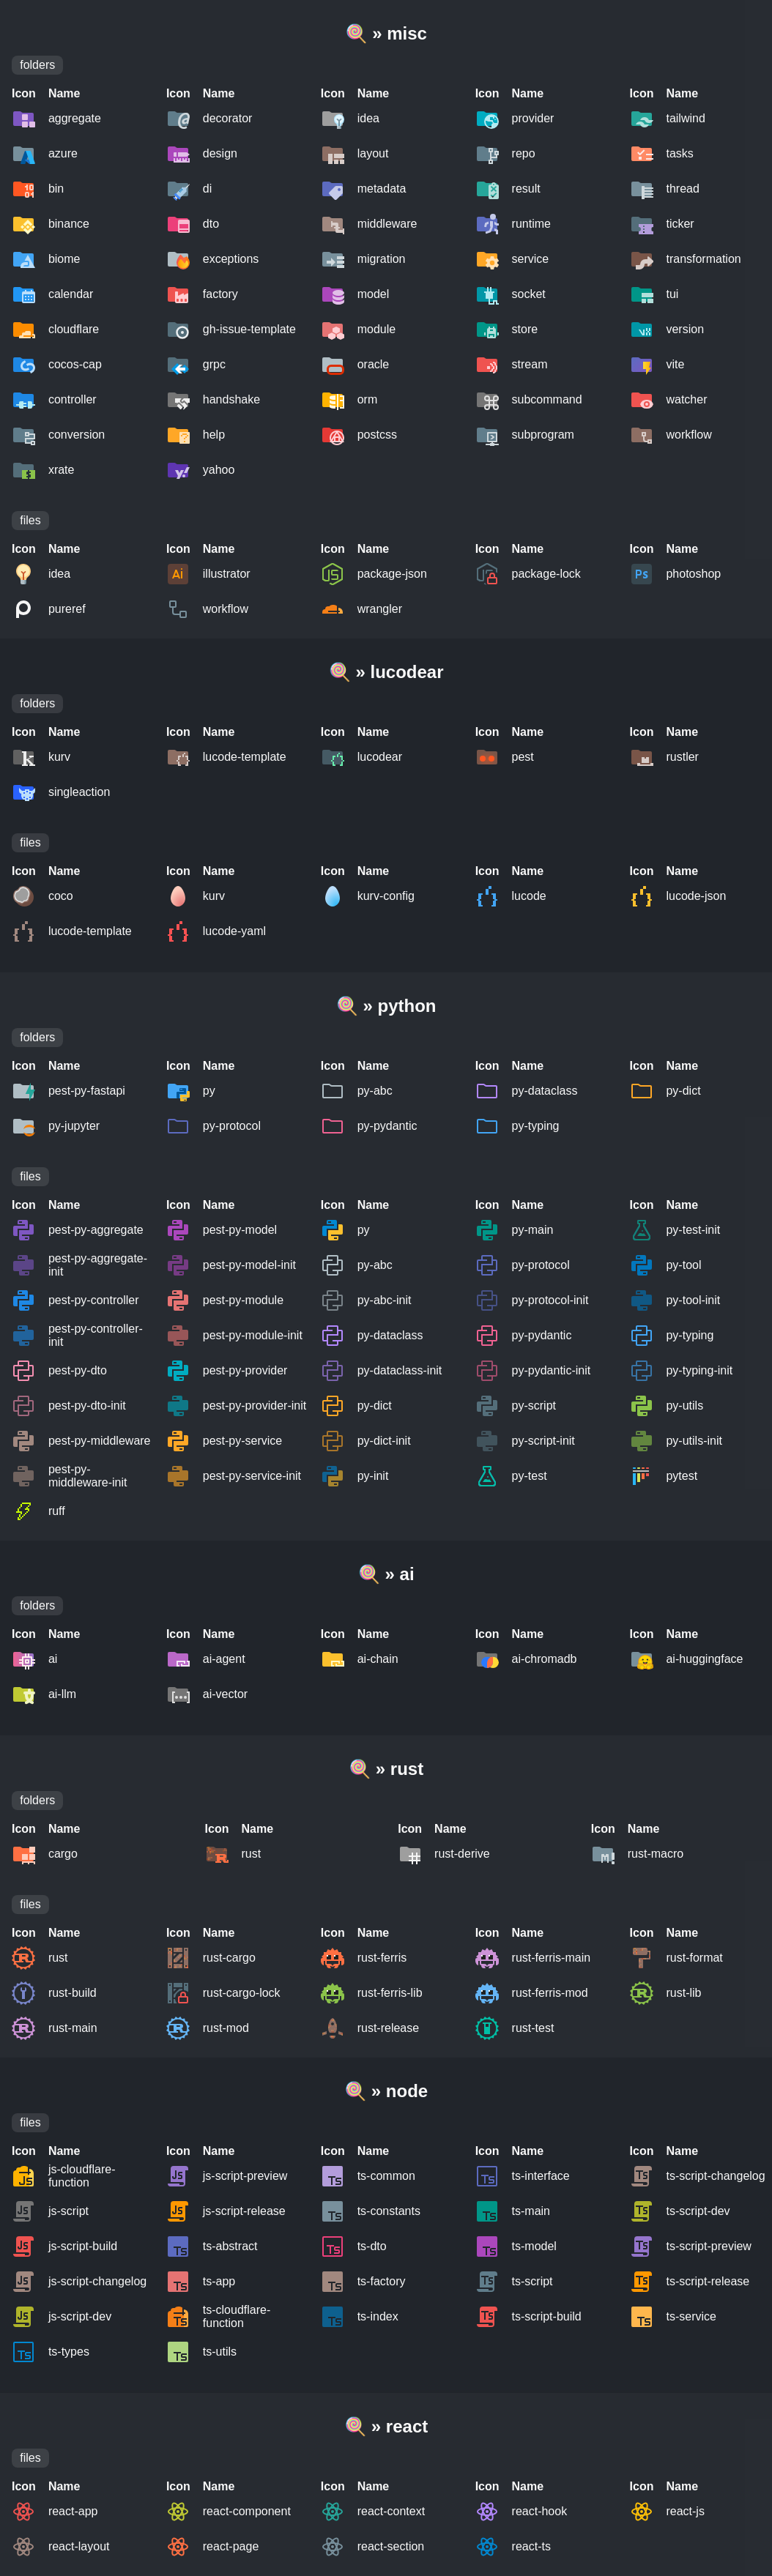 » misc
folders
Icon Name Icon Name Icon Name Icon Name Icon Name
aggregate decorator idea provider tailwind
azure design layout repo tasks
bin di metadata result thread
binance dto middleware runtime ticker
biome exceptions migration service transformation
calendar factory model socket tui
cloudflare gh-issue-template module store version
cocos-cap grpc oracle stream vite
controller handshake orm subcommand watcher
conversion help postcss subprogram workflow
xrate yahoo
files
Icon Name Icon Name Icon Name Icon Name Icon Name
idea illustrator package-json package-lock photoshop
pureref workflow wrangler
» lucodear
folders
Icon Name Icon Name Icon Name Icon Name Icon Name
kurv lucode-template lucodear pest rustler
singleaction
files
Icon Name Icon Name Icon Name Icon Name Icon Name
coco kurv kurv-config lucode lucode-json
lucode-template lucode-yaml
» python
folders
Icon Name Icon Name Icon Name Icon Name Icon Name
pest-py-fastapi py py-abc py-dataclass py-dict
py-jupyter py-protocol py-pydantic py-typing
files
Icon Name Icon Name Icon Name Icon Name Icon Name
pest-py-aggregate pest-py-model py py-main py-test-init
pest-py-aggregate-
init pest-py-model-init py-abc py-protocol py-tool
pest-py-controller pest-py-module py-abc-init py-protocol-init py-tool-init
pest-py-controller-
init pest-py-module-init py-dataclass py-pydantic py-typing
pest-py-dto pest-py-provider py-dataclass-init py-pydantic-init py-typing-init
pest-py-dto-init pest-py-provider-init py-dict py-script py-utils
pest-py-middleware pest-py-service py-dict-init py-script-init py-utils-init
pest-py-
middleware-init pest-py-service-init py-init py-test pytest
ruff
» ai
folders
Icon Name Icon Name Icon Name Icon Name Icon Name
ai ai-agent ai-chain ai-chromadb ai-huggingface
ai-llm ai-vector
» rust
folders
Icon Name Icon Name Icon Name Icon Name
cargo rust rust-derive rust-macro
files
Icon Name Icon Name Icon Name Icon Name Icon Name
rust rust-cargo rust-ferris rust-ferris-main rust-format
rust-build rust-cargo-lock rust-ferris-lib rust-ferris-mod rust-lib
rust-main rust-mod rust-release rust-test
» node
files
Icon Name Icon Name Icon Name Icon Name Icon Name
js-cloudflare-
function js-script-preview ts-common ts-interface ts-script-changelog
js-script js-script-release ts-constants ts-main ts-script-dev
js-script-build ts-abstract ts-dto ts-model ts-script-preview
js-script-changelog ts-app ts-factory ts-script ts-script-release
js-script-dev ts-cloudflare-
function ts-index ts-script-build ts-service
ts-types ts-utils
» react
files
Icon Name Icon Name Icon Name Icon Name Icon Name
react-app react-component react-context react-hook react-js
react-layout react-page react-section react-ts